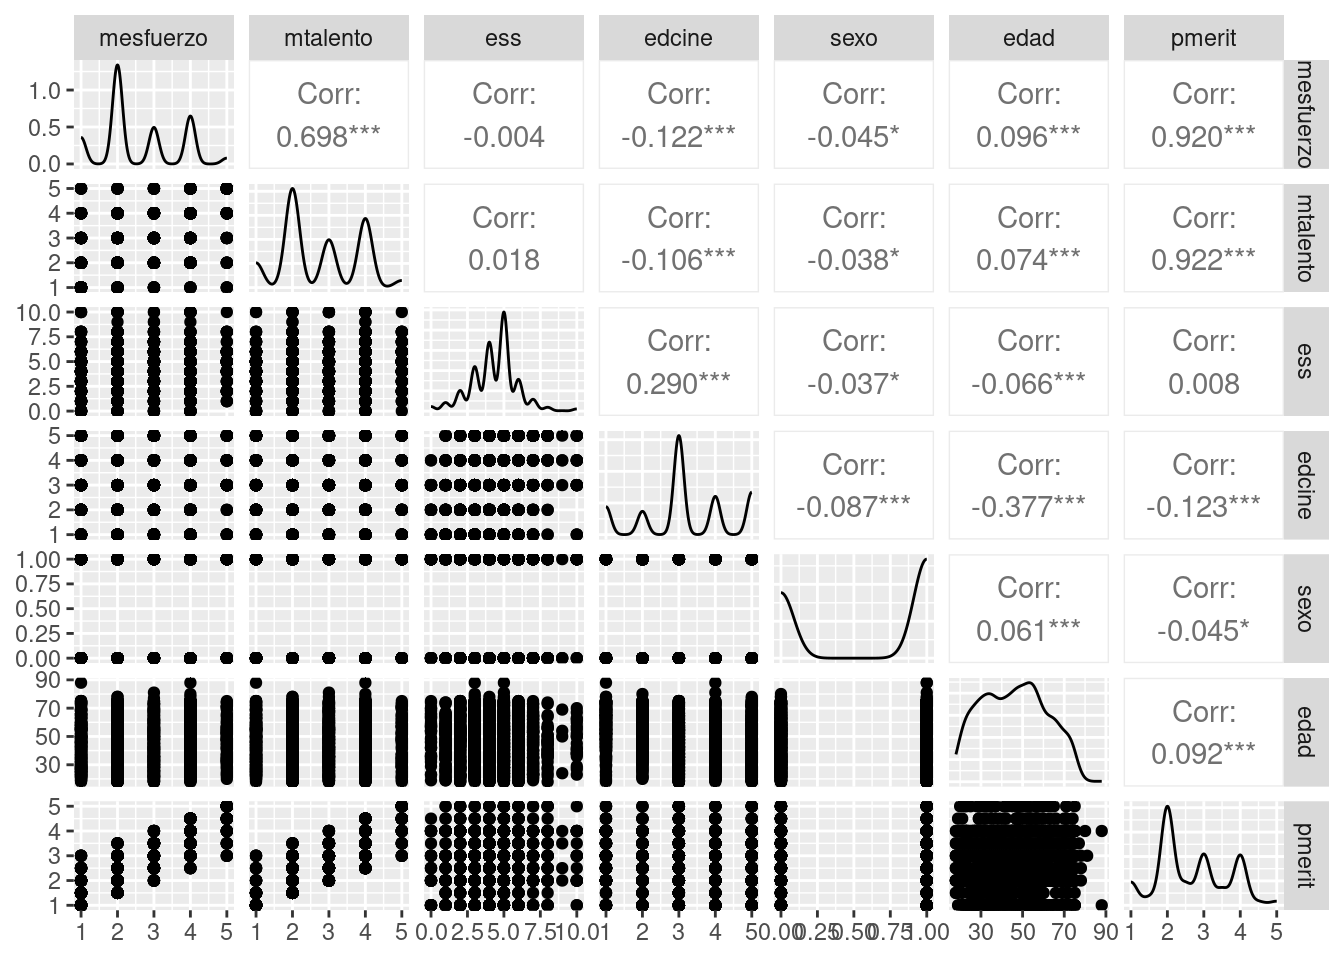 mesfuerzo mtalento ess edcine sexo edad pmerit
1.0
0.5
0.0
Corr:
0.698***
Corr:
-0.004
Corr:
-0.122***
Corr:
-0.045*
Corr:
0.096***
Corr:
0.920***
mesfuerzo
5
4
3
2
1
Corr:
0.018
Corr:
-0.106***
Corr:
-0.038*
Corr:
0.074***
Corr:
0.922***
mtalento
10.0
7.5
5.0
2.5
0.0
Corr:
0.290***
Corr:
-0.037*
Corr:
-0.066***
Corr:
0.008
ess
5
4
3
2
1
Corr:
-0.087***
Corr:
-0.377***
Corr:
-0.123***
edcine
1.00
0.75
0.50
0.25
0.00
Corr:
0.061***
Corr:
-0.045*
sexo
90
70
50
30
Corr:
0.092***
edad
5
4
3
2
1
pmerit
1 2 3 4 5 1 2 3 4 5 0.0 2.5 5.0 7.5 10.0 1 2 3 4 5 0.00 0.25 0.50 0.75 1.00 30 50 70 90 1 2 3 4 5